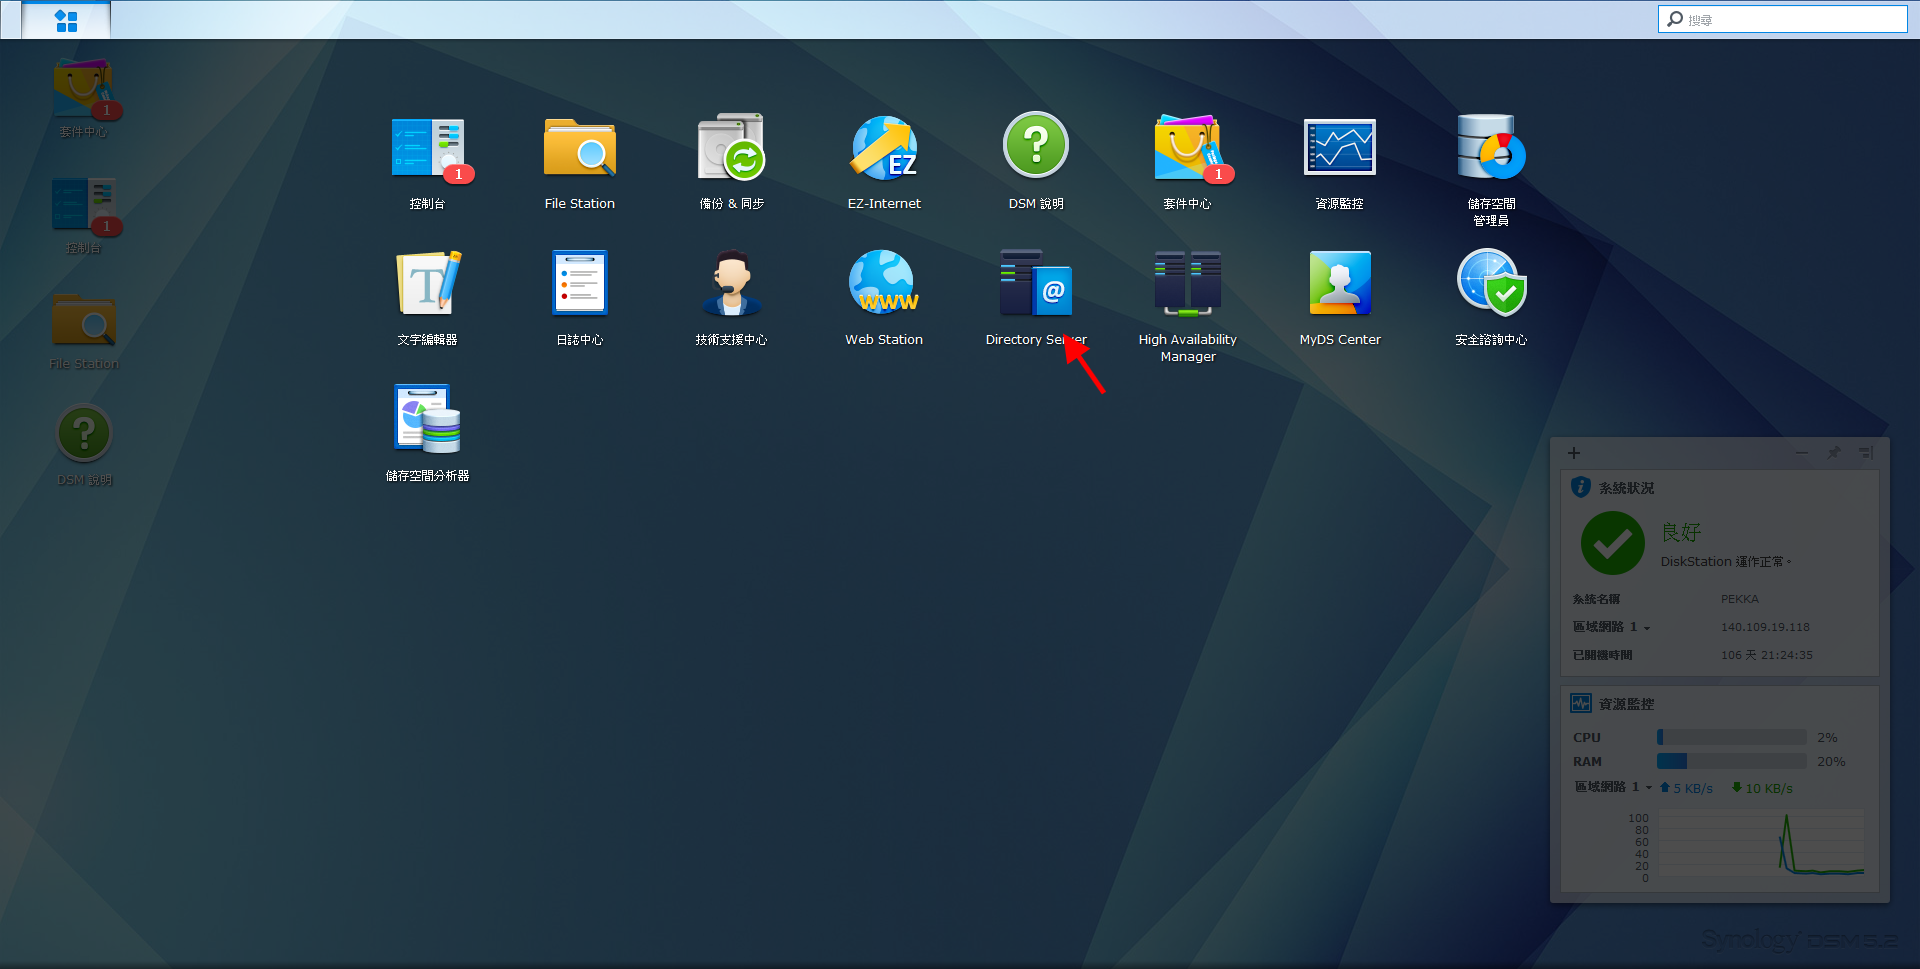 搜尋
套件中心
1
控制台
1
File Station
DSM 說明
控制台
1
File Station
備份 & 同步
EZ-Internet
EZ
DSM 說明
套件中心
1
資源監控
儲存空間
管理員
文字編輯器
T
日誌中心
技術支援中心
Web Station
WWW
Directory Server
@
High Availability
Manager
MyDS Center
安全諮詢中心
儲存空間分析器
系統狀況
良好
DiskStation 運作正常。
系統名稱 PEKKA
區域網路 1 140.109.19.118
已開機時間 106 天 21:24:35
資源監控
CPU 2%
RAM 20%
區域網路 1 5 KB/s 10 KB/s
100
80
60
40
20
0
Synology DSM 5.2